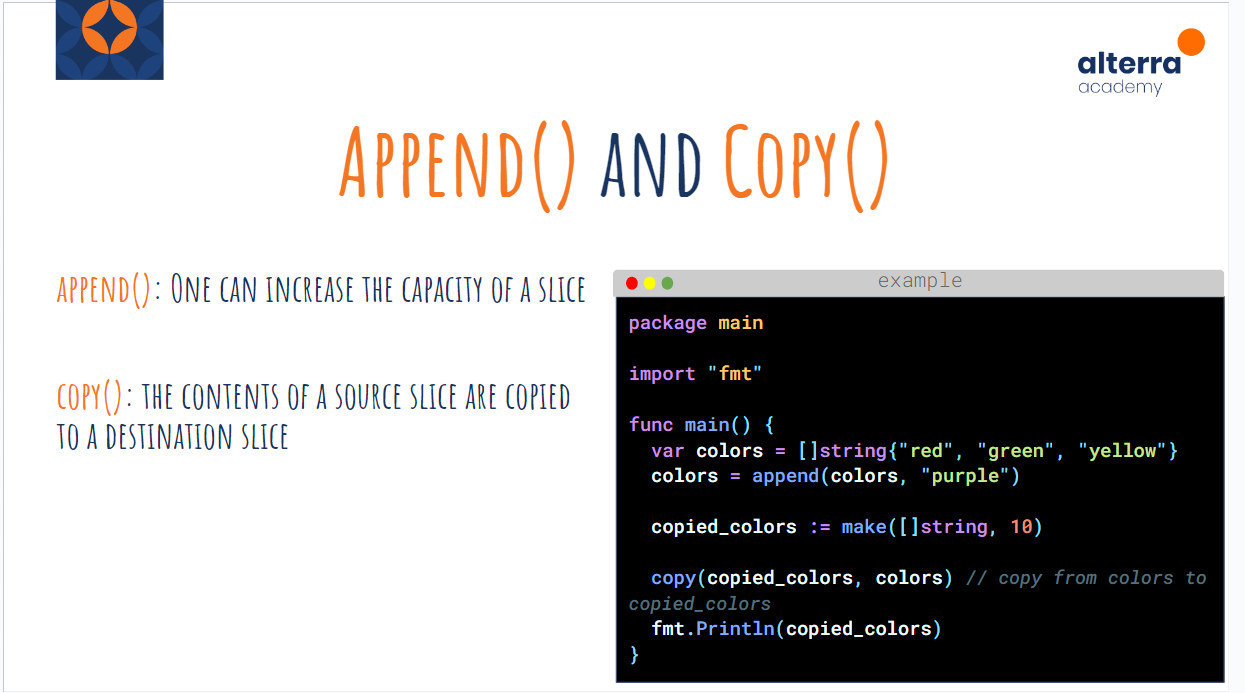 alterra
academy
Append() and Copy()
append(): One can increase the capacity of a slice
copy(): the contents of a source slice are copied
to a destination slice
example
package main
import "fmt"
func main() {
  var colors = []string{"red", "green", "yellow"}
  colors = append(colors, "purple")
  copied_colors := make([]string, 10)
  copy(copied_colors, colors) // copy from colors to
copied_colors
  fmt.Println(copied_colors)
}